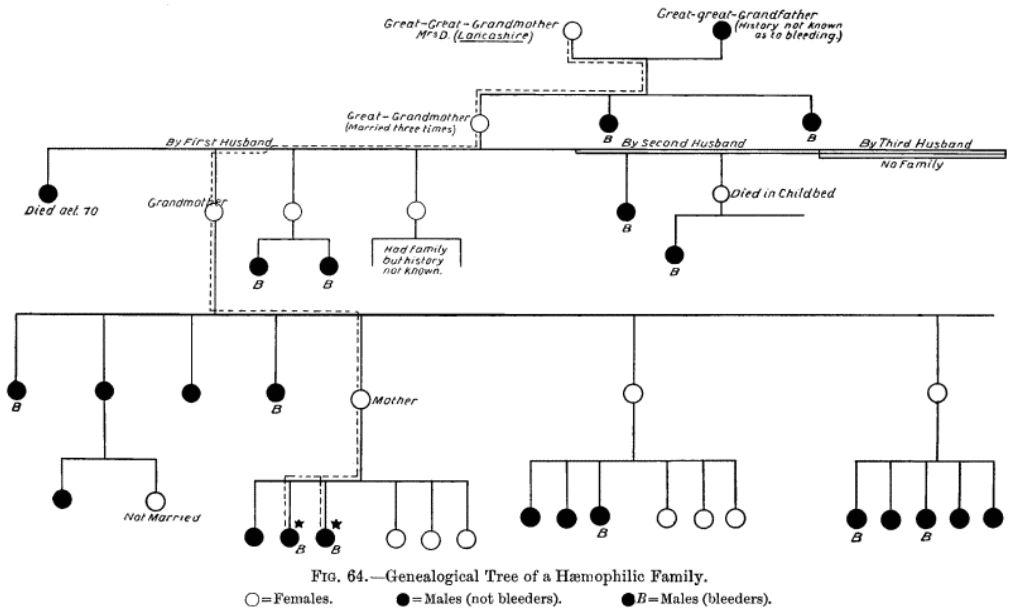 Great-Great-Grandmother
Mrs D. (Lancashire)
Great-great-Grandfather
(History not known
as to bleeding.)
Great-Grandmother
(Married three times)
B
B
By First Husband
By Second Husband
By Third Husband
No Family
Died aet. 70
Grandmother
Died in Childbed
B
B
B
Had family
but history
not known.
B
B
B
Mother
Not Married
B
B
B
B
B
FIG. 64.—Genealogical Tree of a Hæmophilic Family.
=Females. =Males (not bleeders). B=Males (bleeders).